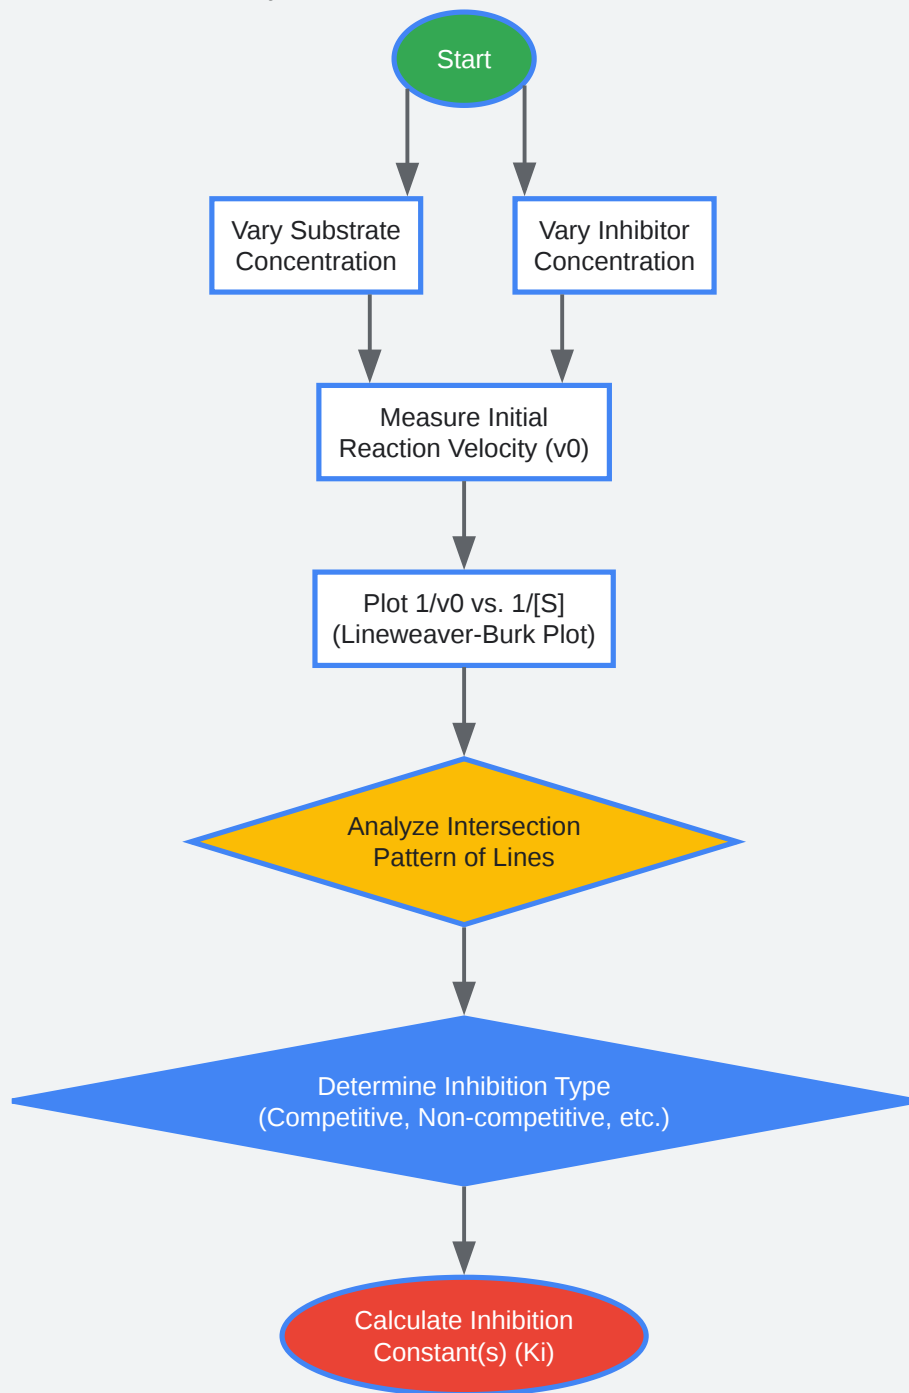 Start
Vary Substrate
Concentration
Vary Inhibitor
Concentration
Measure Initial
Reaction Velocity (v0)
Plot 1/v0 vs. 1/[S]
(Lineweaver-Burk Plot)
Analyze Intersection
Pattern of Lines
Determine Inhibition Type
(Competitive, Non-competitive, etc.)
Calculate Inhibition
Constant(s) (Ki)